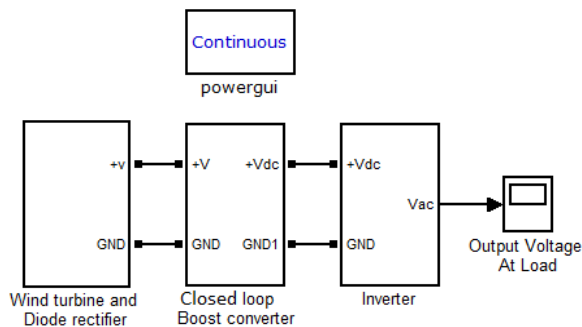 Continuous
powergui
+v
+V
+Vdc
+Vdc
Vac
GND
GND
GND1
GND
Wind turbine and
Diode rectifier
Closed loop
Boost converter
Inverter
Output Voltage
At Load